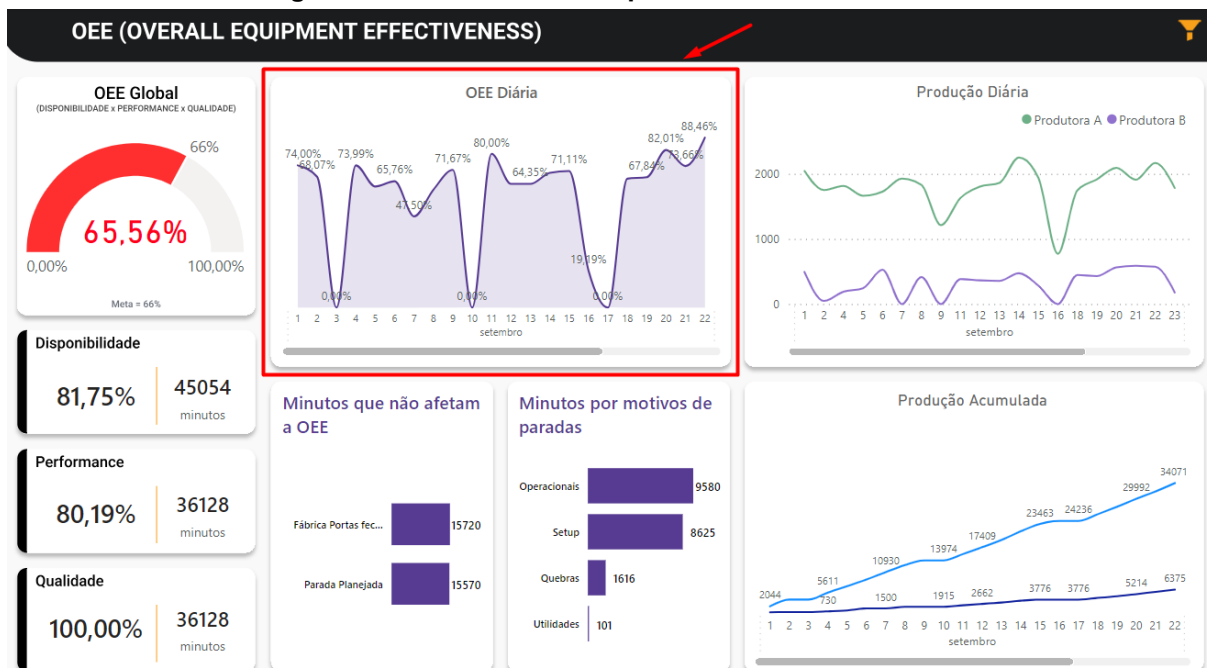 OEE (OVERALL EQUIPMENT EFFECTIVENESS)
OEE Global
(DISPONIBILIDADE x PERFORMANCE x QUALIDADE)
66%
65,56%
0,00%
100,00%
Meta = 66%
OEE Diária
74,00%
68,07%
0,00%
73,99%
65,76%
47,50%
71,67%
0,00%
80,00%
64,35%
71,11%
19,19%
0,00%
67,84%
82,01%
73,66%
88,46%
1 2 3 4 5 6 7 8 9 10 11 12 13 14 15 16 17 18 19 20 21 22
setembro
Produção Diária
Produtora A Produtora B
2000
1000
0
1 2 4 5 6 7 8 9 11 12 13 14 15 16 18 19 20 21 22 23
setembro
Disponibilidade
81,75%
45054
minutos
Performance
80,19%
36128
minutos
Qualidade
100,00%
36128
minutos
Minutos que não afetam
a OEE
Fábrica Portas fec... 15720
Parada Planejada 15570
Minutos por motivos de
paradas
Operacionais 9580
Setup 8625
Quebras 1616
Utilidades 101
Produção Acumulada
2044 5611 10930 13974 17409 23463 24236 29992 34071
730 1500 1915 2662 3776 3776 5214 6375
1 2 3 4 5 6 7 8 9 10 11 12 13 14 15 16 17 18 19 20 21 22
setembro